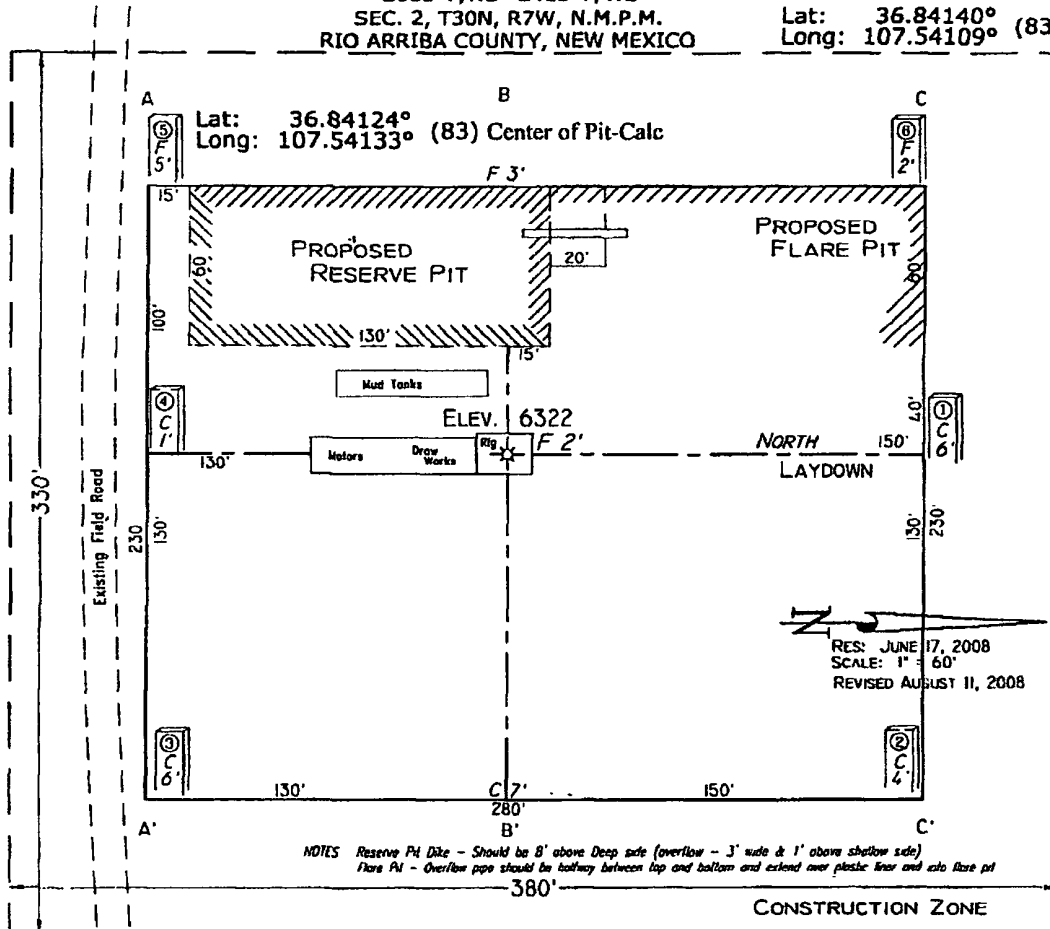 SEC. 2, T30N, R7W, N.M.P.M.
RIO ARRIBA COUNTY, NEW MEXICO
Lat: 36.84140°
Long: 107.54109° (83
A
B
C
Lat: 36.84124°
Long: 107.54133° (83) Center of Pit-Calc
5
F
5'
6
F
2'
15'
F 3'
PROPOSED
RESERVE PIT
60'
20'
PROPOSED
FLARE PIT
60'
100'
130'
15'
Mud Tanks
4
C
1'
ELEV. 6322
1
C
6'
40'
130'
Motors
Draw
Works
Rig
F 2'
NORTH
150'
LAYDOWN
330'
Existing Field Road
230
130'
130'
230'
N
RES: JUNE 17, 2008
SCALE: 1" = 60'
REVISED AUGUST 11, 2008
3
C
6'
2
C
4'
130'
C 7'
150'
280'
A'
B'
C'
NOTES Reserve Pit Dike – Should be 8' above Deep side (overflow – 3' wide & 1' above shallow side)
Flare Pit – Overflow pipe should be halfway between top and bottom and extend over plastic liner and into flare pit
380'
CONSTRUCTION ZONE